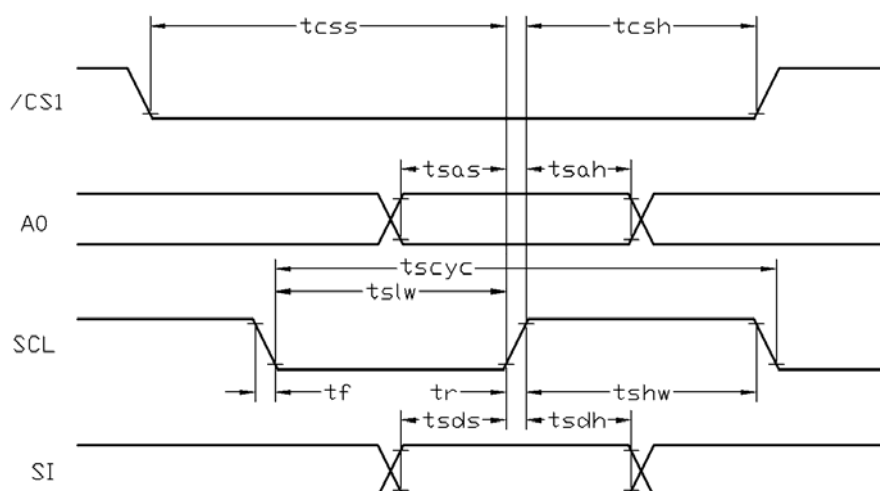 tcss tcsh
/CS1
tsas tsah
A0
tscyc
tslw
SCL
tf tr tshw
tsds tsdh
SI